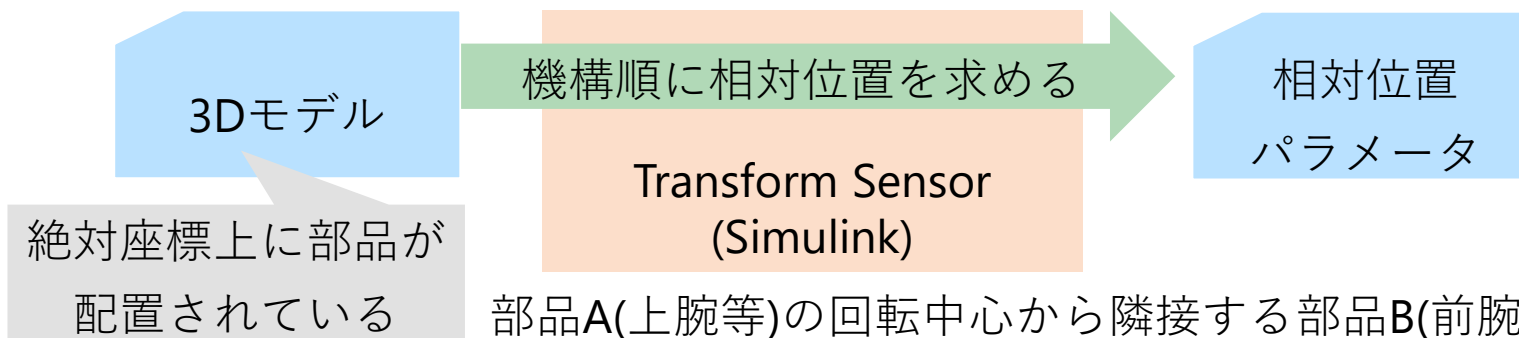 3Dモデル
機構順に相対位置を求める
相対位置
パラメータ
Transform Sensor
(Simulink)
絶対座標上に部品が
配置されている
部品A(上腕等)の回転中心から隣接する部品B(前腕